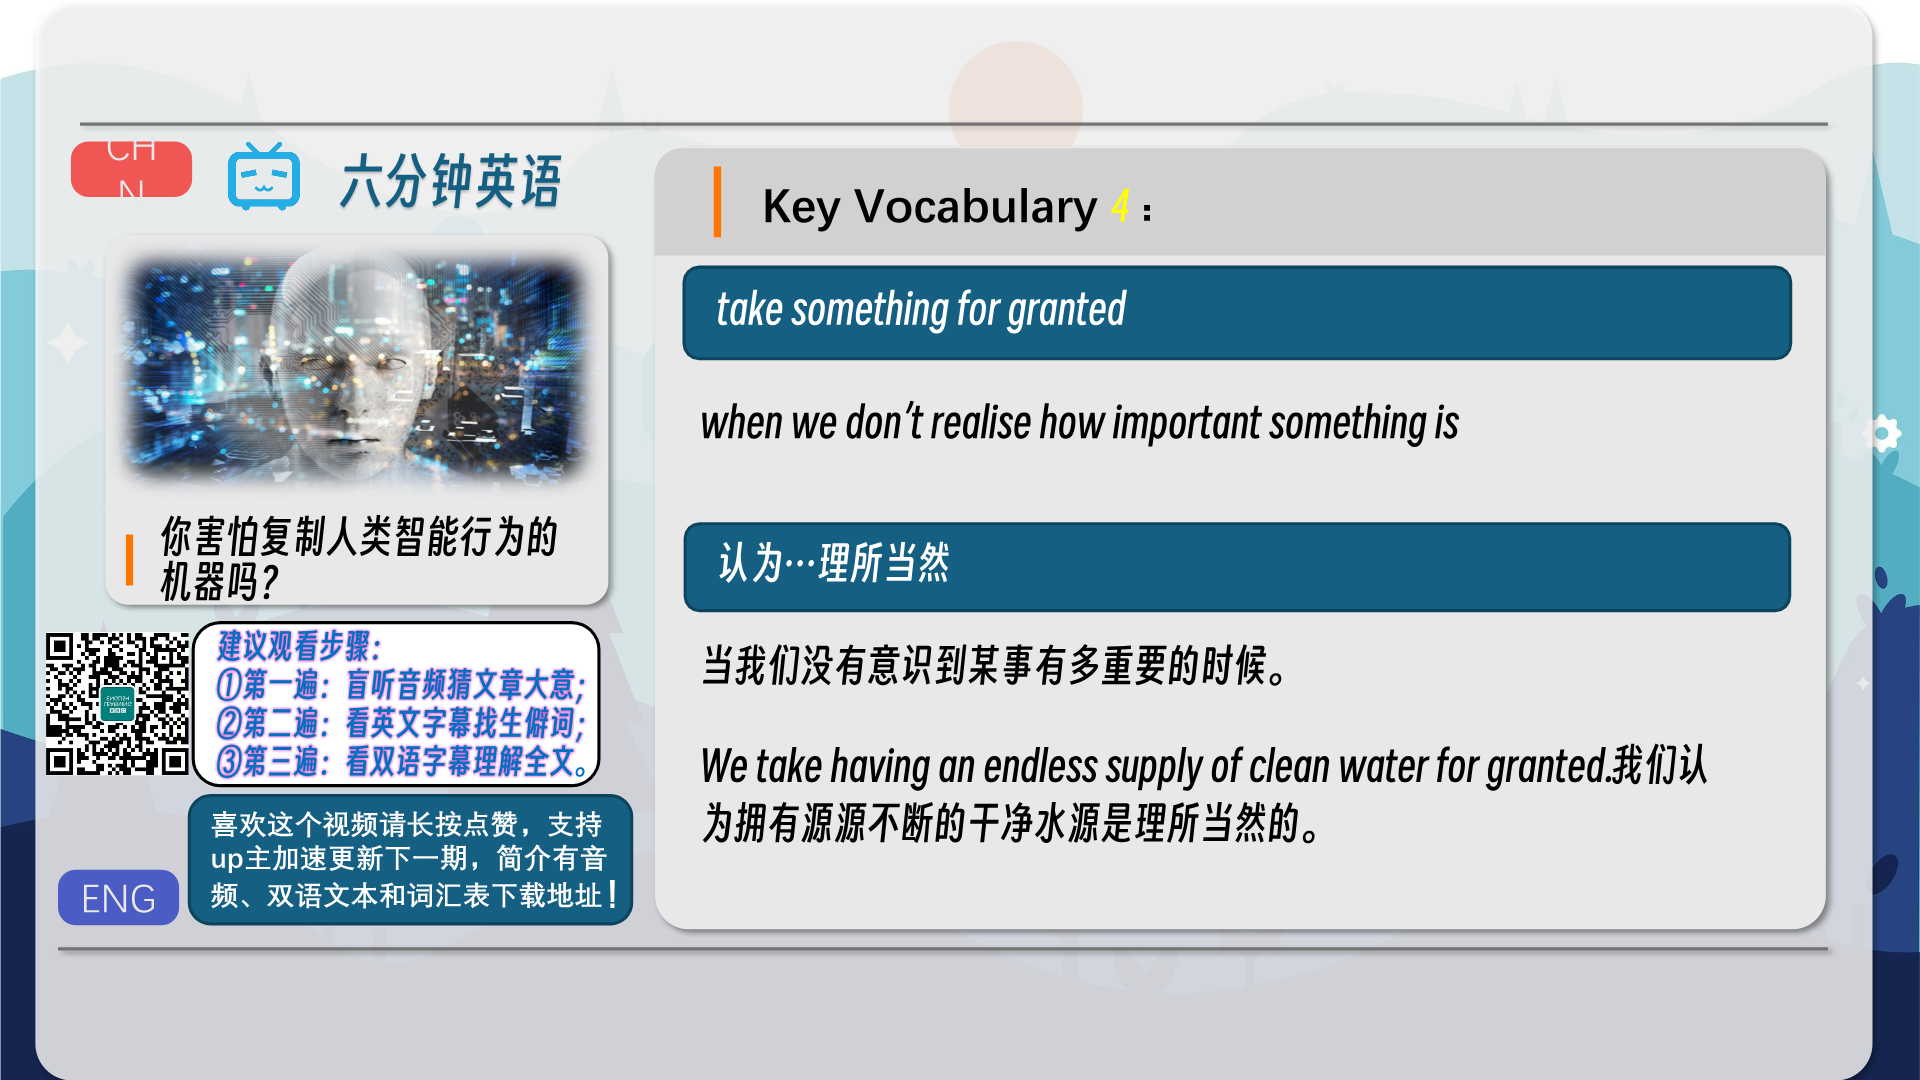 CH
N
六分钟英语
你害怕复制人类智能行为的
机器吗?
建议观看步骤:
①第一遍:盲听音频猜文章大意;
②第二遍:看英文字幕找生僻词;
③第三遍:看双语字幕理解全文。
喜欢这个视频请长按点赞,支持
up主加速更新下一期,简介有音
频、双语文本和词汇表下载地址!
ENG
Key Vocabulary 4:
take something for granted
when we don't realise how important something is
认为…理所当然
当我们没有意识到某事有多重要的时候。
We take having an endless supply of clean water for granted.我们认
为拥有源源不断的干净水源是理所当然的。